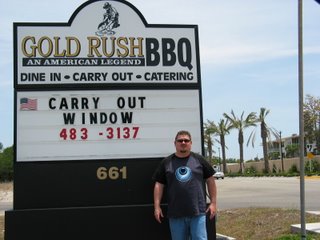 GOLD RUSH BBQ
AN AMERICAN LEGEND
DINE IN • CARRY OUT • CATERING
CARRY OUT
WINDOW
483 -3137
661